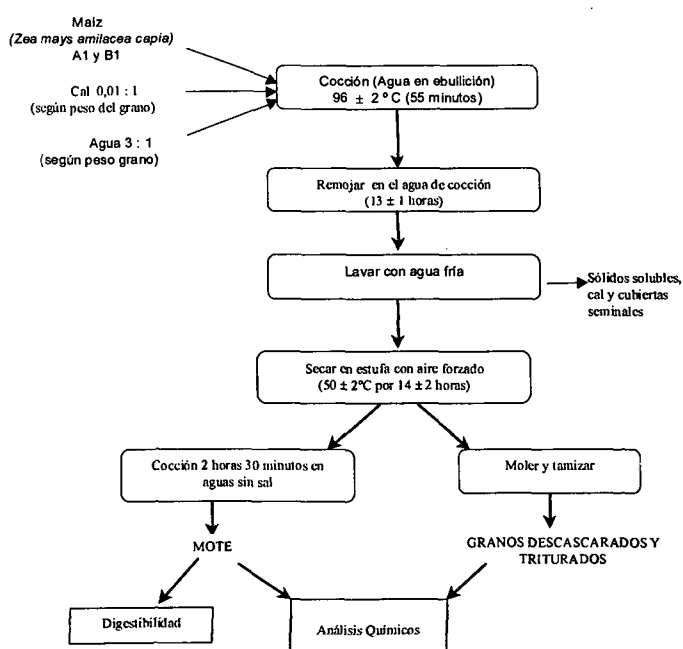 Maíz
(Zea mays amilacea capia)
A1 y B1
Cal 0,01 : 1
(según peso del grano)
Agua 3 : 1
(según peso grano)
Cocción (Agua en ebullición)
96 ± 2 º C (55 minutos)
Remojar en el agua de cocción
(13 ± 1 horas)
Lavar con agua fría
Sólidos solubles,
cal y cubiertas
seminales
Secar en estufa con aire forzado
(50 ± 2ºC por 14 ± 2 horas)
Cocción 2 horas 30 minutos en
aguas sin sal
Moler y tamizar
MOTE
GRANOS DESCASCARADOS Y
TRITURADOS
Digestibilidad
Análisis Químicos